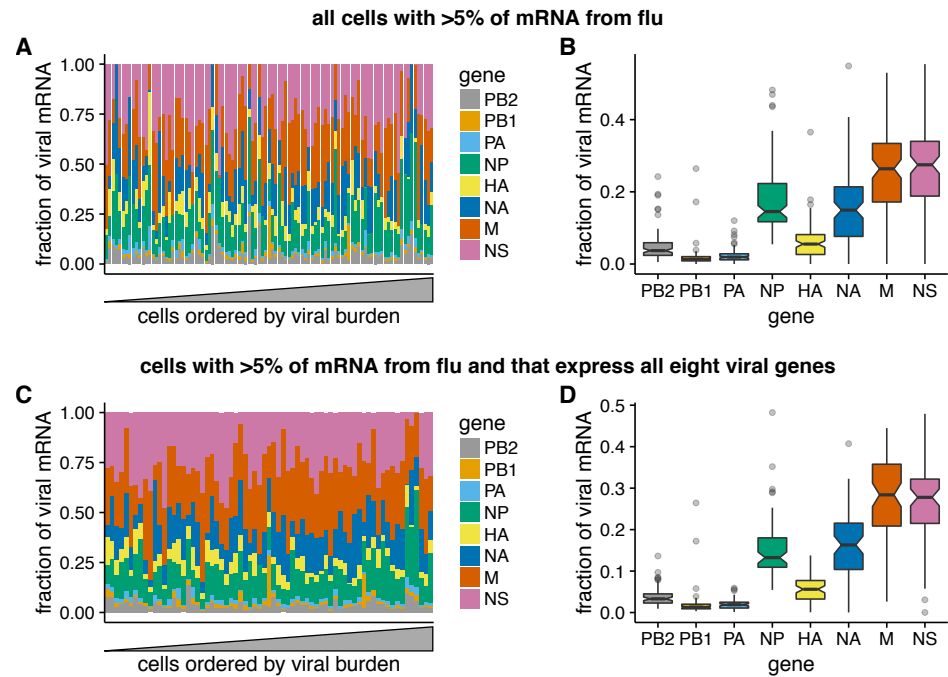 all cells with >5% of mRNA from flu
A
fraction of viral mRNA
1.00
0.75
0.50
0.25
0.00
cells ordered by viral burden
gene
PB2
PB1
PA
NP
HA
NA
M
NS
B
fraction of viral mRNA
0.4
0.2
0.0
PB2 PB1 PA NP HA NA M NS
gene
cells with >5% of mRNA from flu and that express all eight viral genes
C
fraction of viral mRNA
1.00
0.75
0.50
0.25
0.00
cells ordered by viral burden
gene
PB2
PB1
PA
NP
HA
NA
M
NS
D
fraction of viral mRNA
0.5
0.4
0.3
0.2
0.1
0.0
PB2 PB1 PA NP HA NA M NS
gene